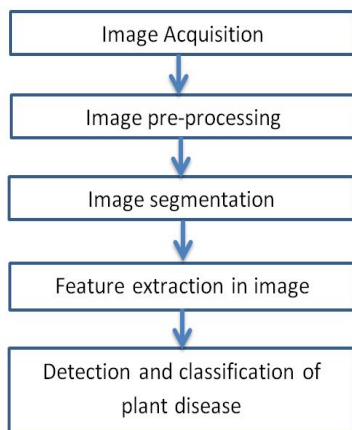 Image Acquisition
Image pre-processing
Image segmentation
Feature extraction in image
Detection and classification of
plant disease